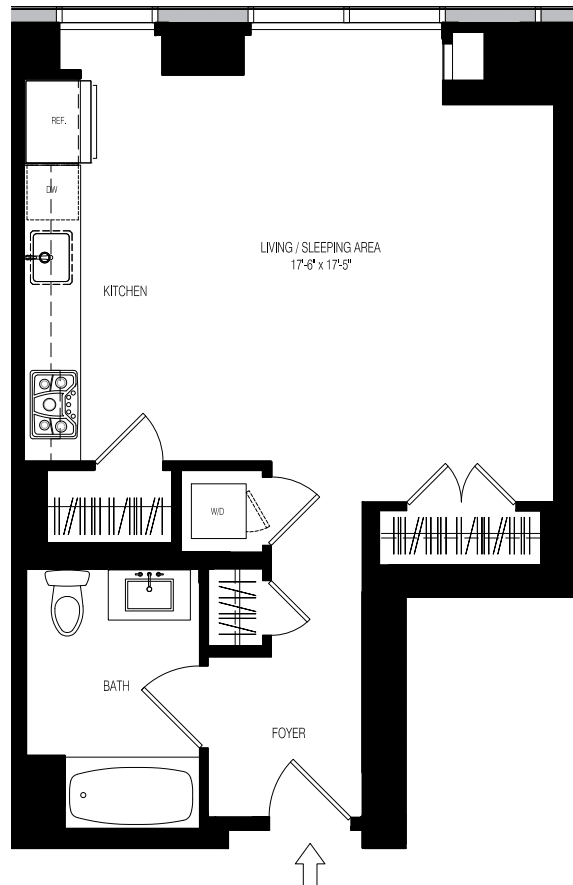 REF.
DW
LIVING / SLEEPING AREA
17'-6" x 17'-5"
KITCHEN
W/D
BATH
FOYER